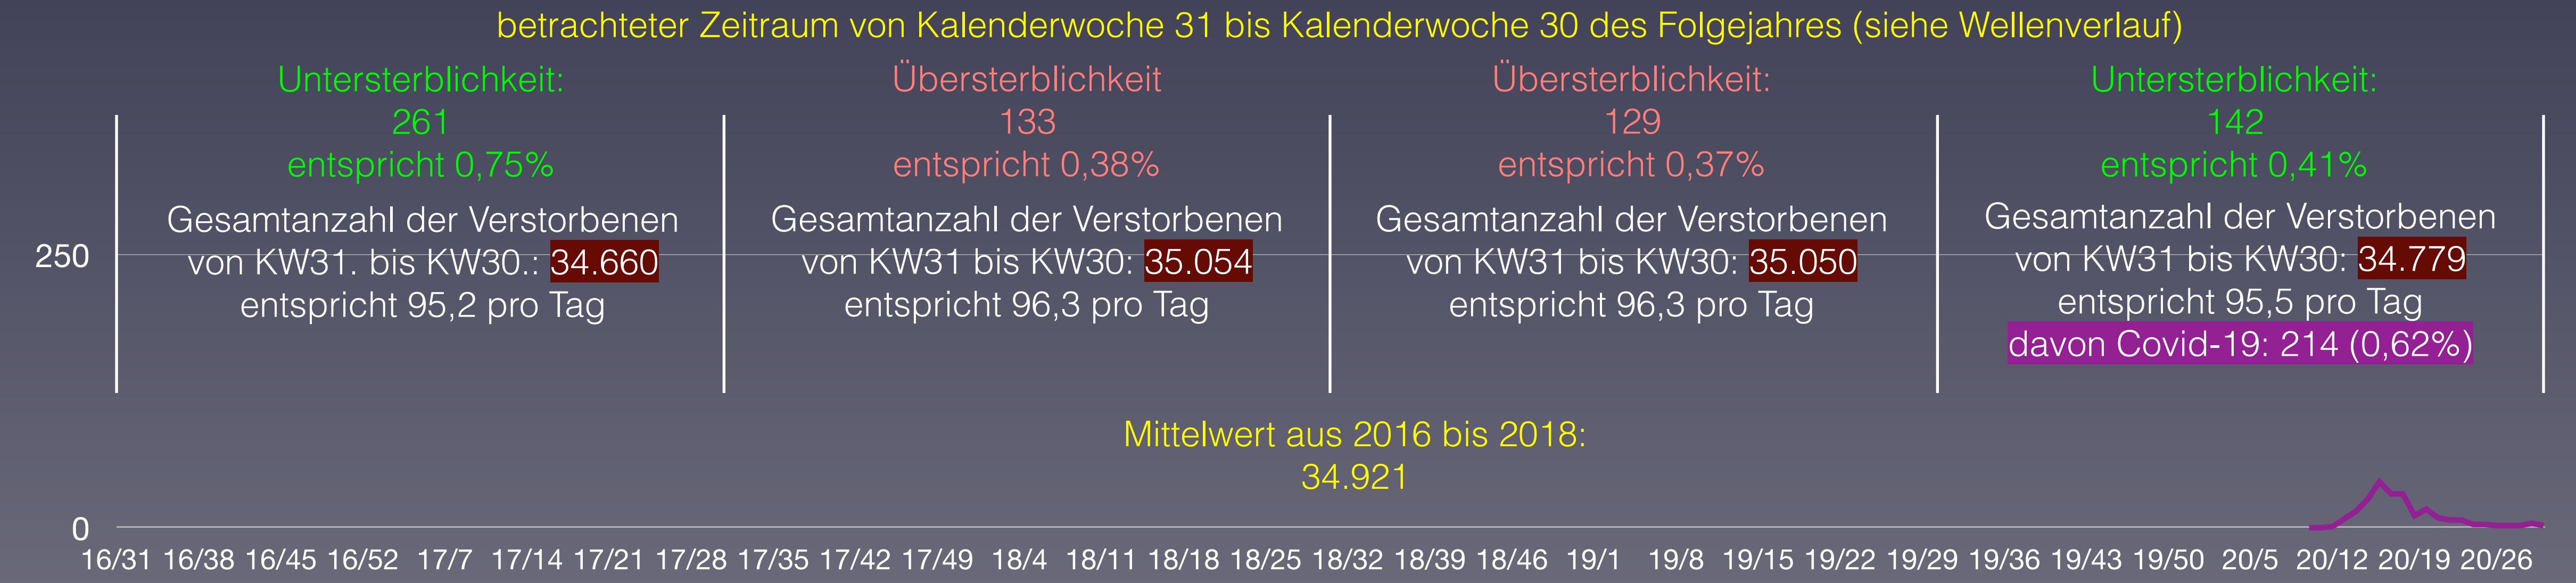 betrachteter Zeitraum von Kalenderwoche 31 bis Kalenderwoche 30 des Folgejahres (siehe Wellenverlauf)
Untersterblichkeit:
261
entspricht 0,75%
Gesamtanzahl der Verstorbenen
von KW31. bis KW30.: 34.660
entspricht 95,2 pro Tag
Übersterblichkeit
133
entspricht 0,38%
Gesamtanzahl der Verstorbenen
von KW31 bis KW30: 35.054
entspricht 96,3 pro Tag
Übersterblichkeit:
129
entspricht 0,37%
Gesamtanzahl der Verstorbenen
von KW31 bis KW30: 35.050
entspricht 96,3 pro Tag
Untersterblichkeit:
142
entspricht 0,41%
Gesamtanzahl der Verstorbenen
von KW31 bis KW30: 34.779
entspricht 95,5 pro Tag
davon Covid-19: 214 (0,62%)
250
Mittelwert aus 2016 bis 2018:
34.921
0
16/31 16/38 16/45 16/52 17/7 17/14 17/21 17/28 17/35 17/42 17/49 18/4 18/11 18/18 18/25 18/32 18/39 18/46 19/1 19/8 19/15 19/22 19/29 19/36 19/43 19/50 20/5 20/12 20/19 20/26